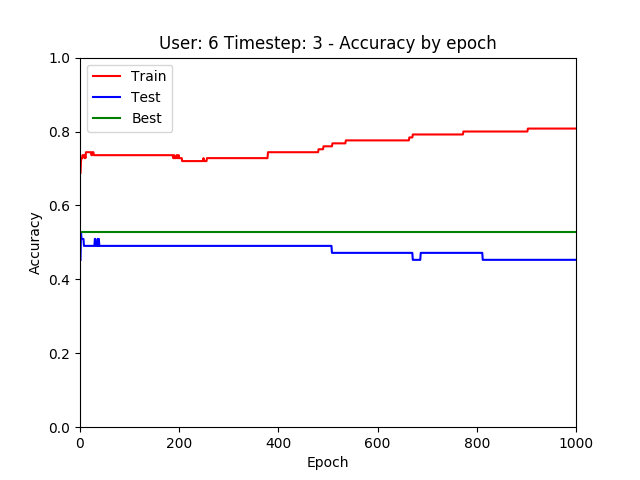 User: 6 Timestep: 3 - Accuracy by epoch
1.0
Train
Test
Best
0.8
0.6
Accuracy
0.4
0.2
0.0
0 200 400 600 800 1000
Epoch